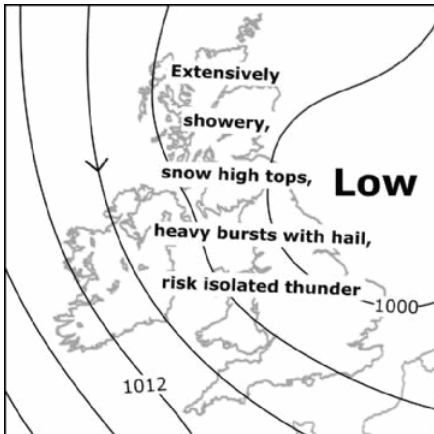 Extensively
showery,
snow high tops,
Low
heavy bursts with hail,
risk isolated thunder
1000
1012